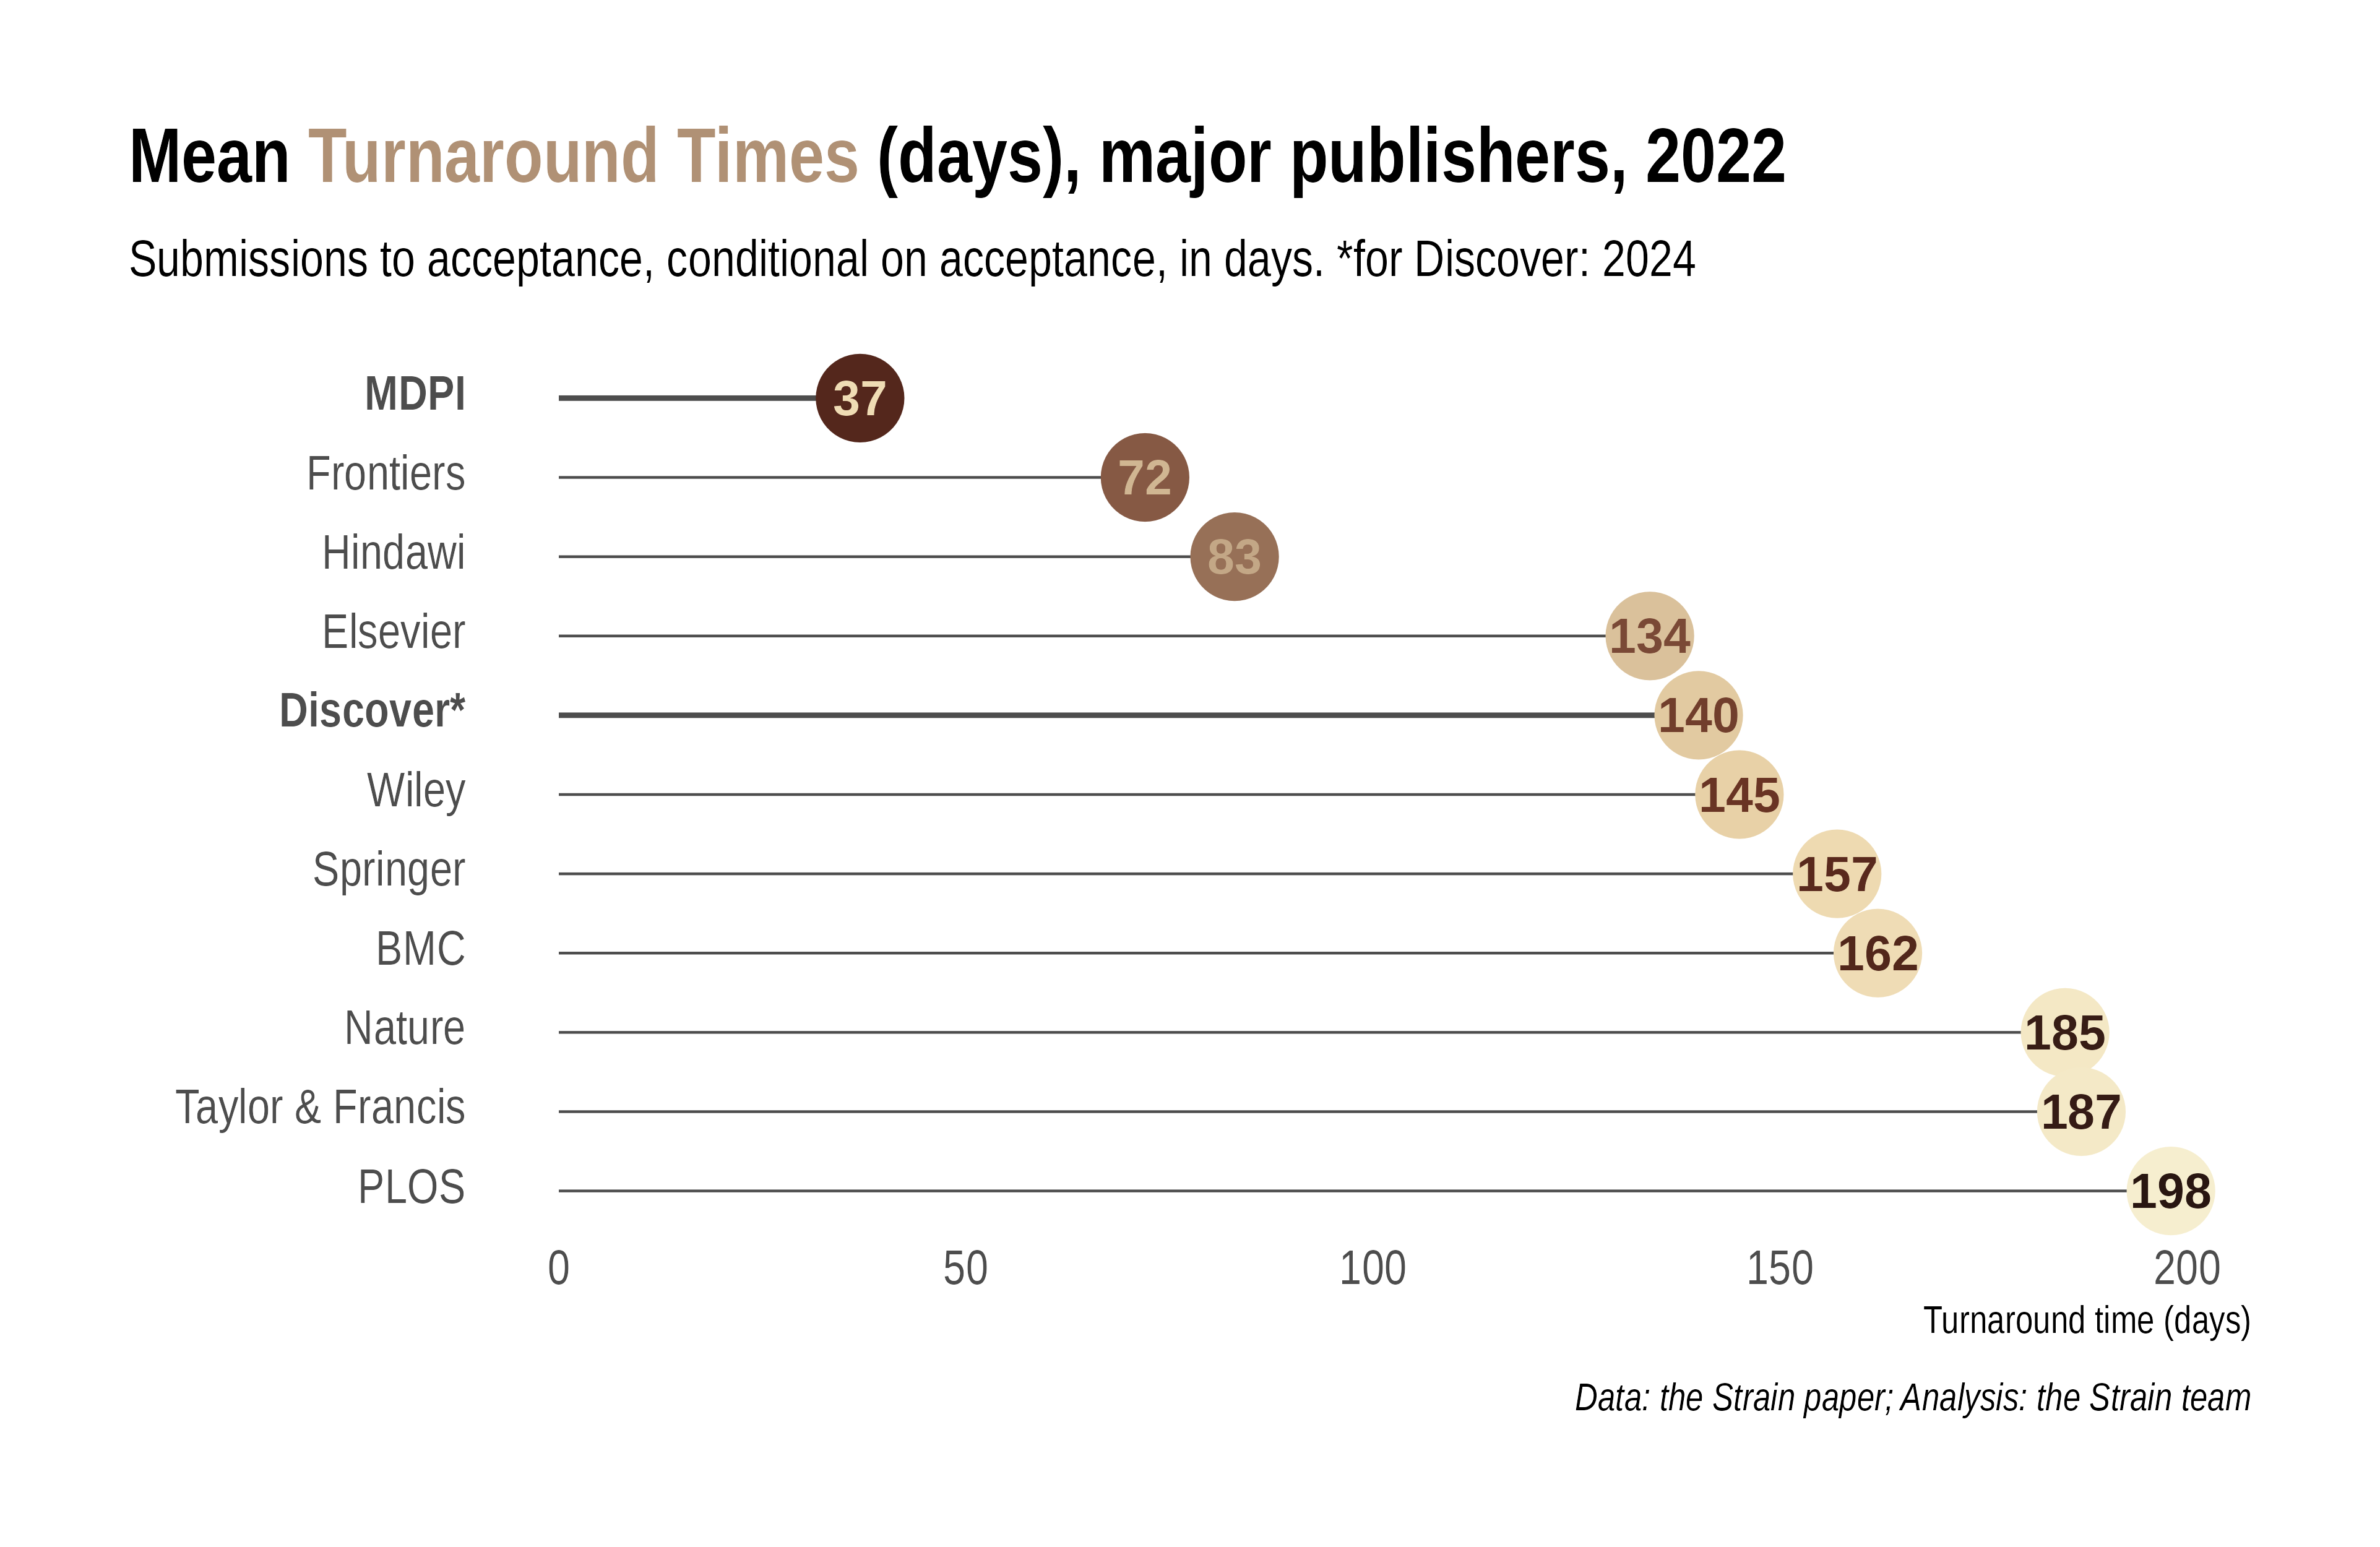 Mean Turnaround Times (days), major publishers, 2022
Submissions to acceptance, conditional on acceptance, in days. *for Discover: 2024
MDPI 37
Frontiers 72
Hindawi 83
Elsevier 134
Discover* 140
Wiley 145
Springer 157
BMC 162
Nature 185
Taylor & Francis 187
PLOS 198
0 50 100 150 200
Turnaround time (days)
Data: the Strain paper; Analysis: the Strain team